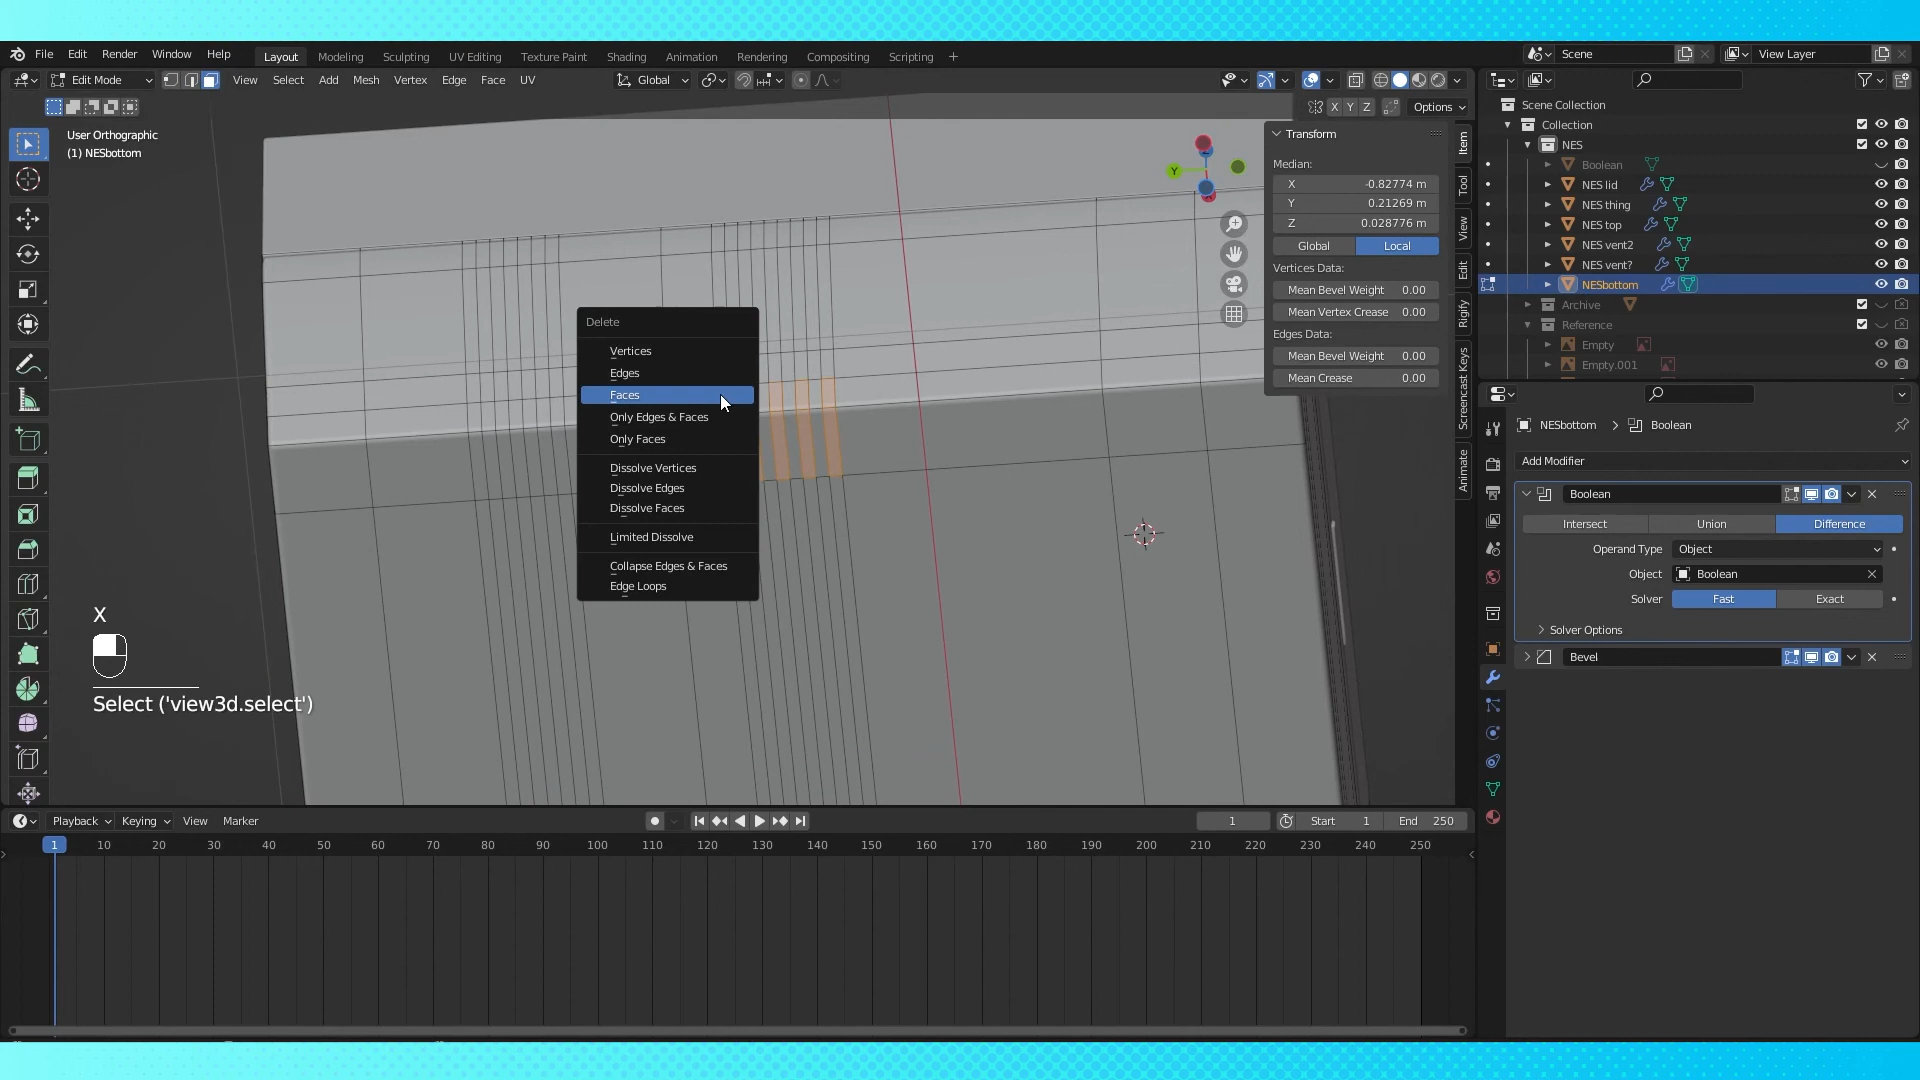 File Edit Render Window Help Layout Modeling Sculpting UV Editing Texture Paint Shading Animation Rendering Compositing Scripting + Scene View Layer
Edit Mode View Select Add Mesh Vertex Edge Face UV Global
X Y Z Options
User Orthographic
(1) NESbottom
Y
Transform
Median:
X -0.82774 m
Y 0.21269 m
Z 0.028776 m
Global Local
Vertices Data:
Mean Bevel Weight 0.00
Mean Vertex Crease 0.00
Edges Data:
Mean Bevel Weight 0.00
Mean Crease 0.00
Item
Tool
View
Edit
Rigify
Screencast Keys
Animate
Delete
Vertices
Edges
Faces
Only Edges & Faces
Only Faces
Dissolve Vertices
Dissolve Edges
Dissolve Faces
Limited Dissolve
Collapse Edges & Faces
Edge Loops
X
Select ('view3d.select')
Scene Collection
Collection
NES
Boolean
NES lid
NES thing
NES top
NES vent2
NES vent?
NESbottom
Archive
Reference
Empty
Empty.001
NESbottom > Boolean
Add Modifier
Boolean
Intersect Union Difference
Operand Type Object
Object Boolean
Solver Fast Exact
Solver Options
Bevel
Playback Keying View Marker 1 Start 1 End 250
1 10 20 30 40 50 60 70 80 90 100 110 120 130 140 150 160 170 180 190 200 210 220 230 240 250